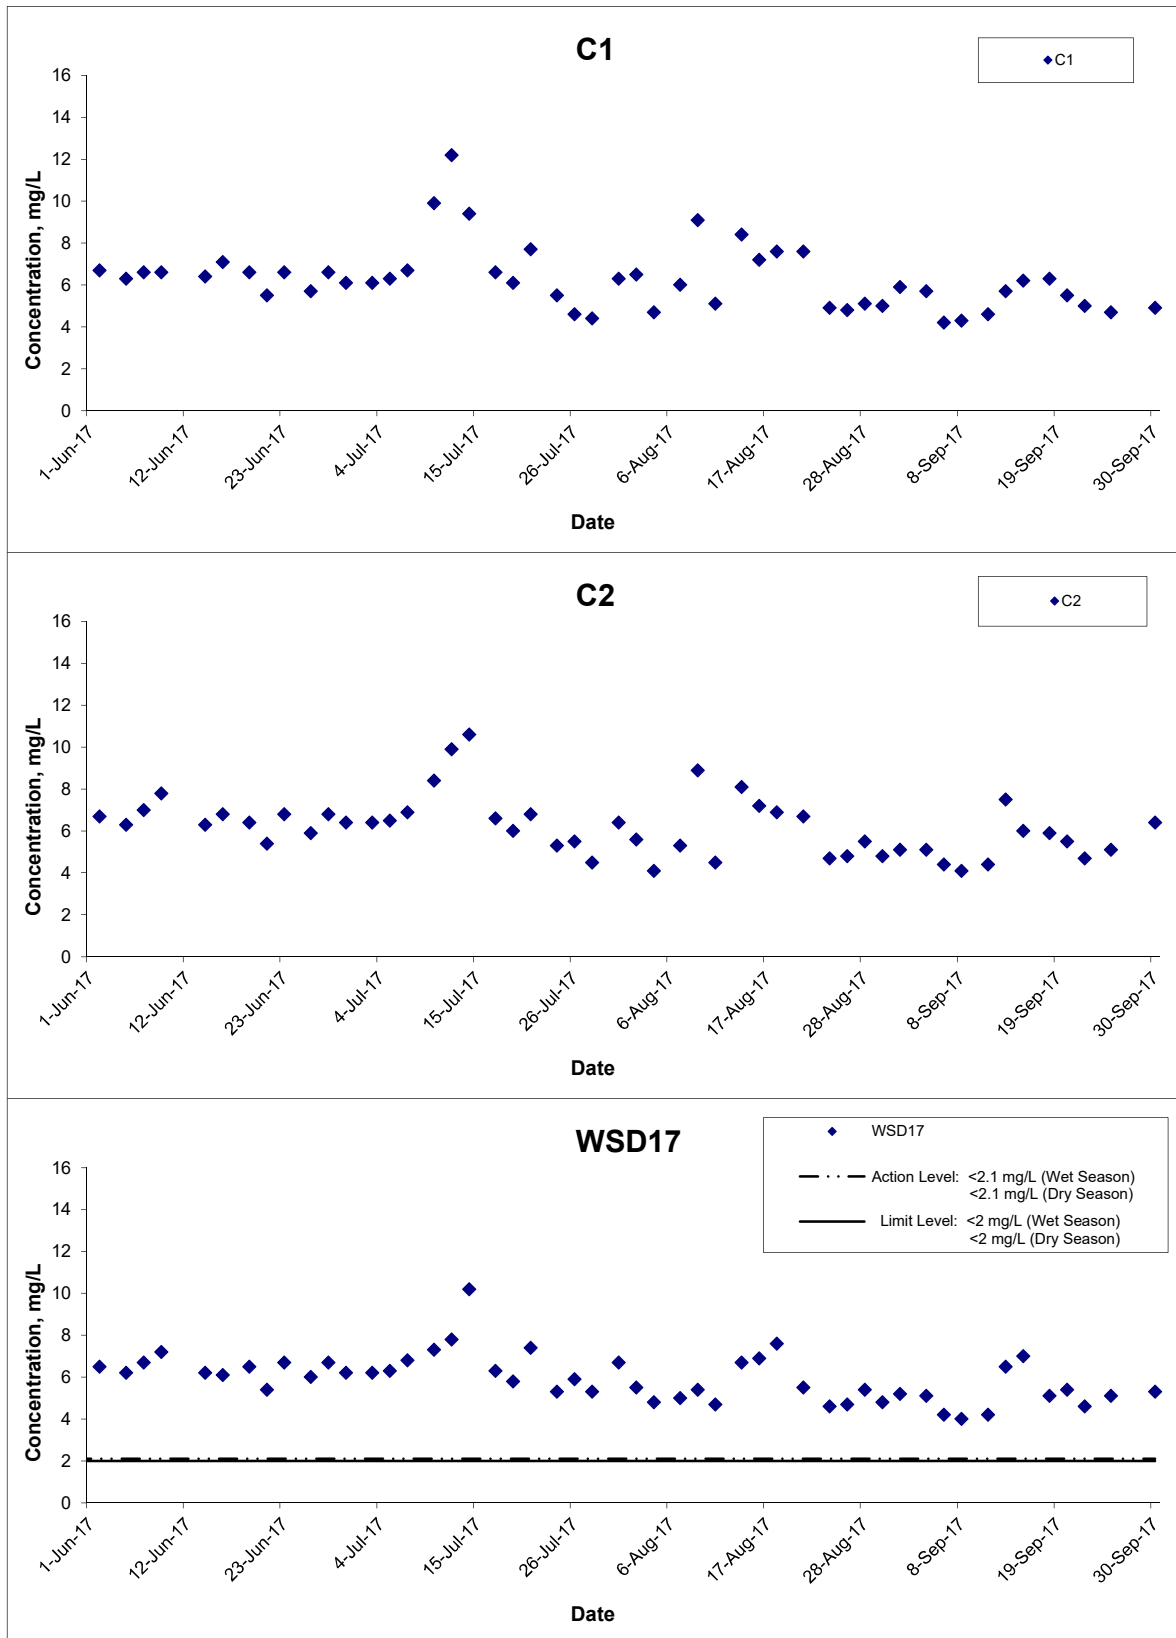 C1
C1
16
14
12
10
8
6
4
2
0
Concentration, mg/L
1-Jun-17
12-Jun-17
23-Jun-17
4-Jul-17
15-Jul-17
26-Jul-17
6-Aug-17
17-Aug-17
28-Aug-17
8-Sep-17
19-Sep-17
30-Sep-17
Date
C2
C2
16
14
12
10
8
6
4
2
0
Concentration, mg/L
1-Jun-17
12-Jun-17
23-Jun-17
4-Jul-17
15-Jul-17
26-Jul-17
6-Aug-17
17-Aug-17
28-Aug-17
8-Sep-17
19-Sep-17
30-Sep-17
Date
WSD17
WSD17
Action Level: <2.1 mg/L (Wet Season)
<2.1 mg/L (Dry Season)
Limit Level: <2 mg/L (Wet Season)
<2 mg/L (Dry Season)
16
14
12
10
8
6
4
2
0
Concentration, mg/L
1-Jun-17
12-Jun-17
23-Jun-17
4-Jul-17
15-Jul-17
26-Jul-17
6-Aug-17
17-Aug-17
28-Aug-17
8-Sep-17
19-Sep-17
30-Sep-17
Date